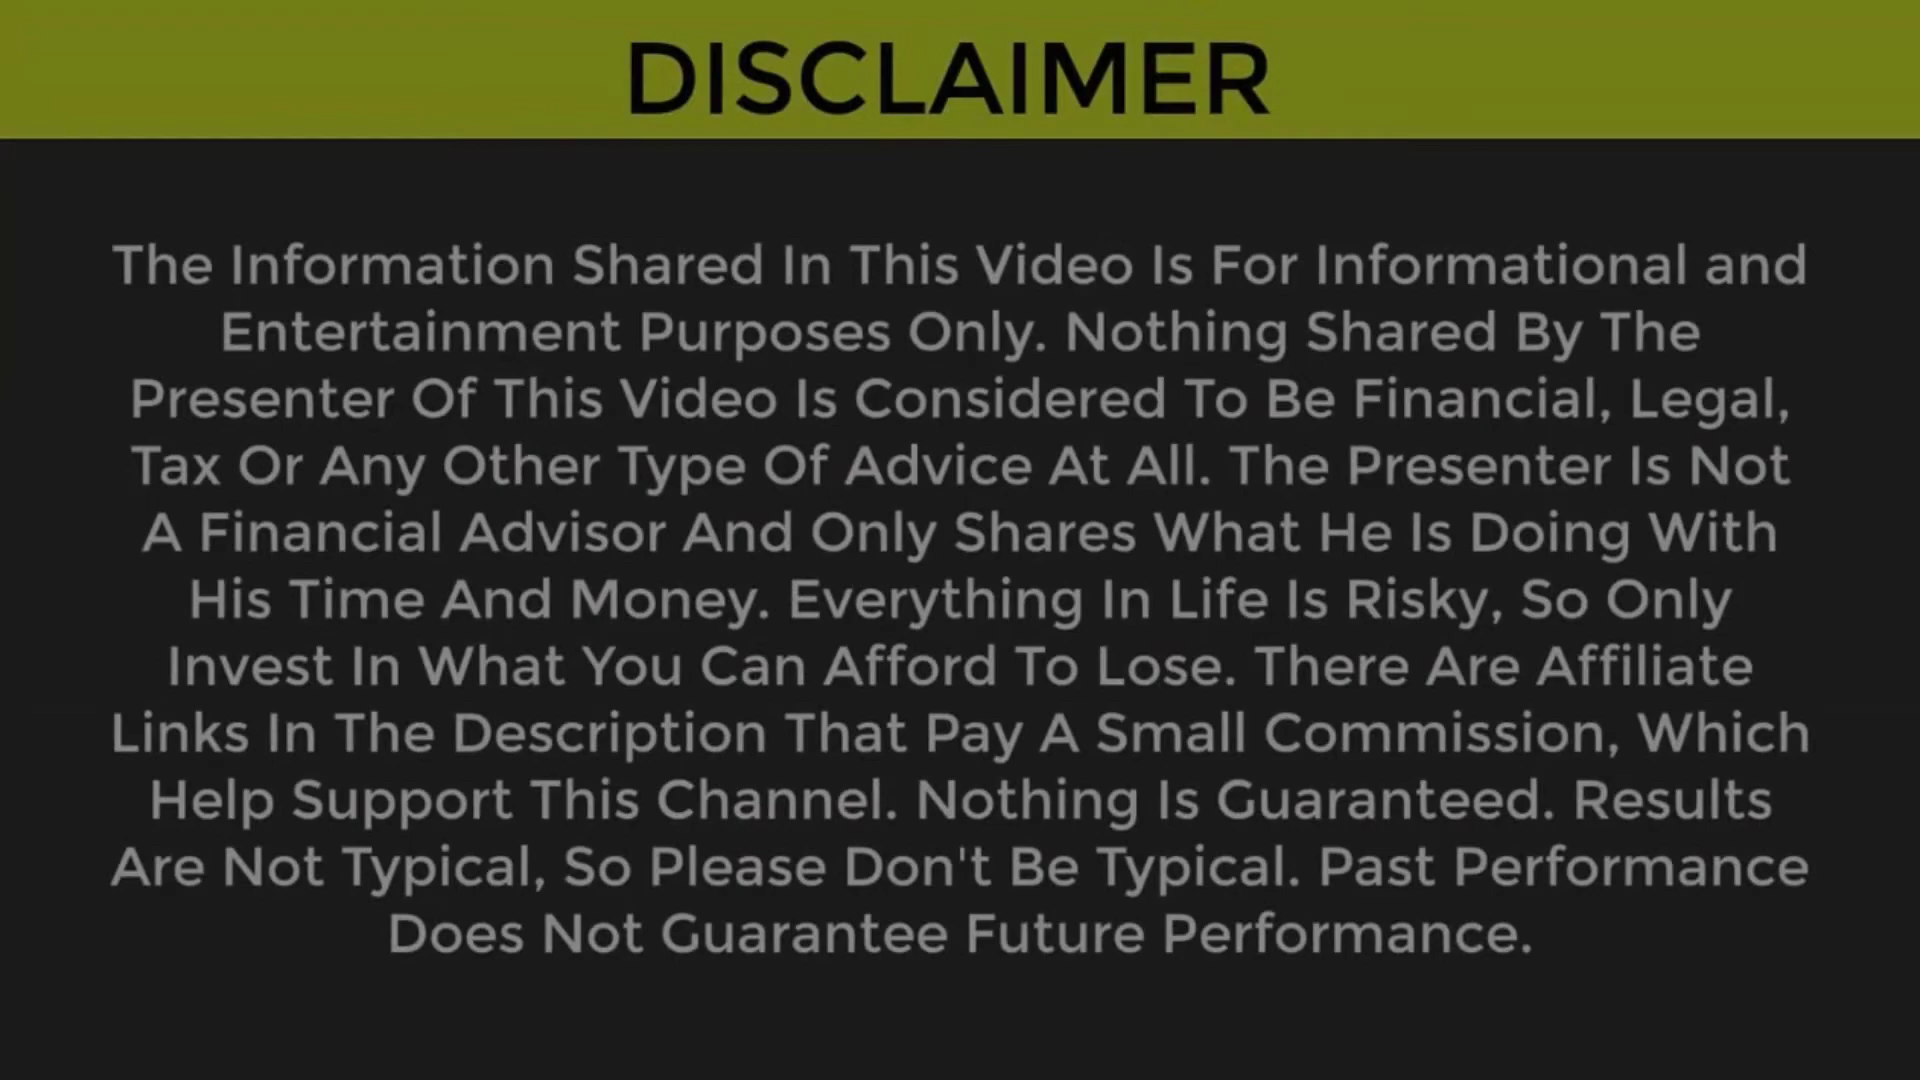 DISCLAIMER
The Information Shared In This Video Is For Informational and
Entertainment Purposes Only. Nothing Shared By The
Presenter Of This Video Is Considered To Be Financial, Legal,
Tax Or Any Other Type Of Advice At All. The Presenter Is Not
A Financial Advisor And Only Shares What He Is Doing With
His Time And Money. Everything In Life Is Risky, So Only
Invest In What You Can Afford To Lose. There Are Affiliate
Links In The Description That Pay A Small Commission, Which
Help Support This Channel. Nothing Is Guaranteed. Results
Are Not Typical, So Please Don't Be Typical. Past Performance
Does Not Guarantee Future Performance.